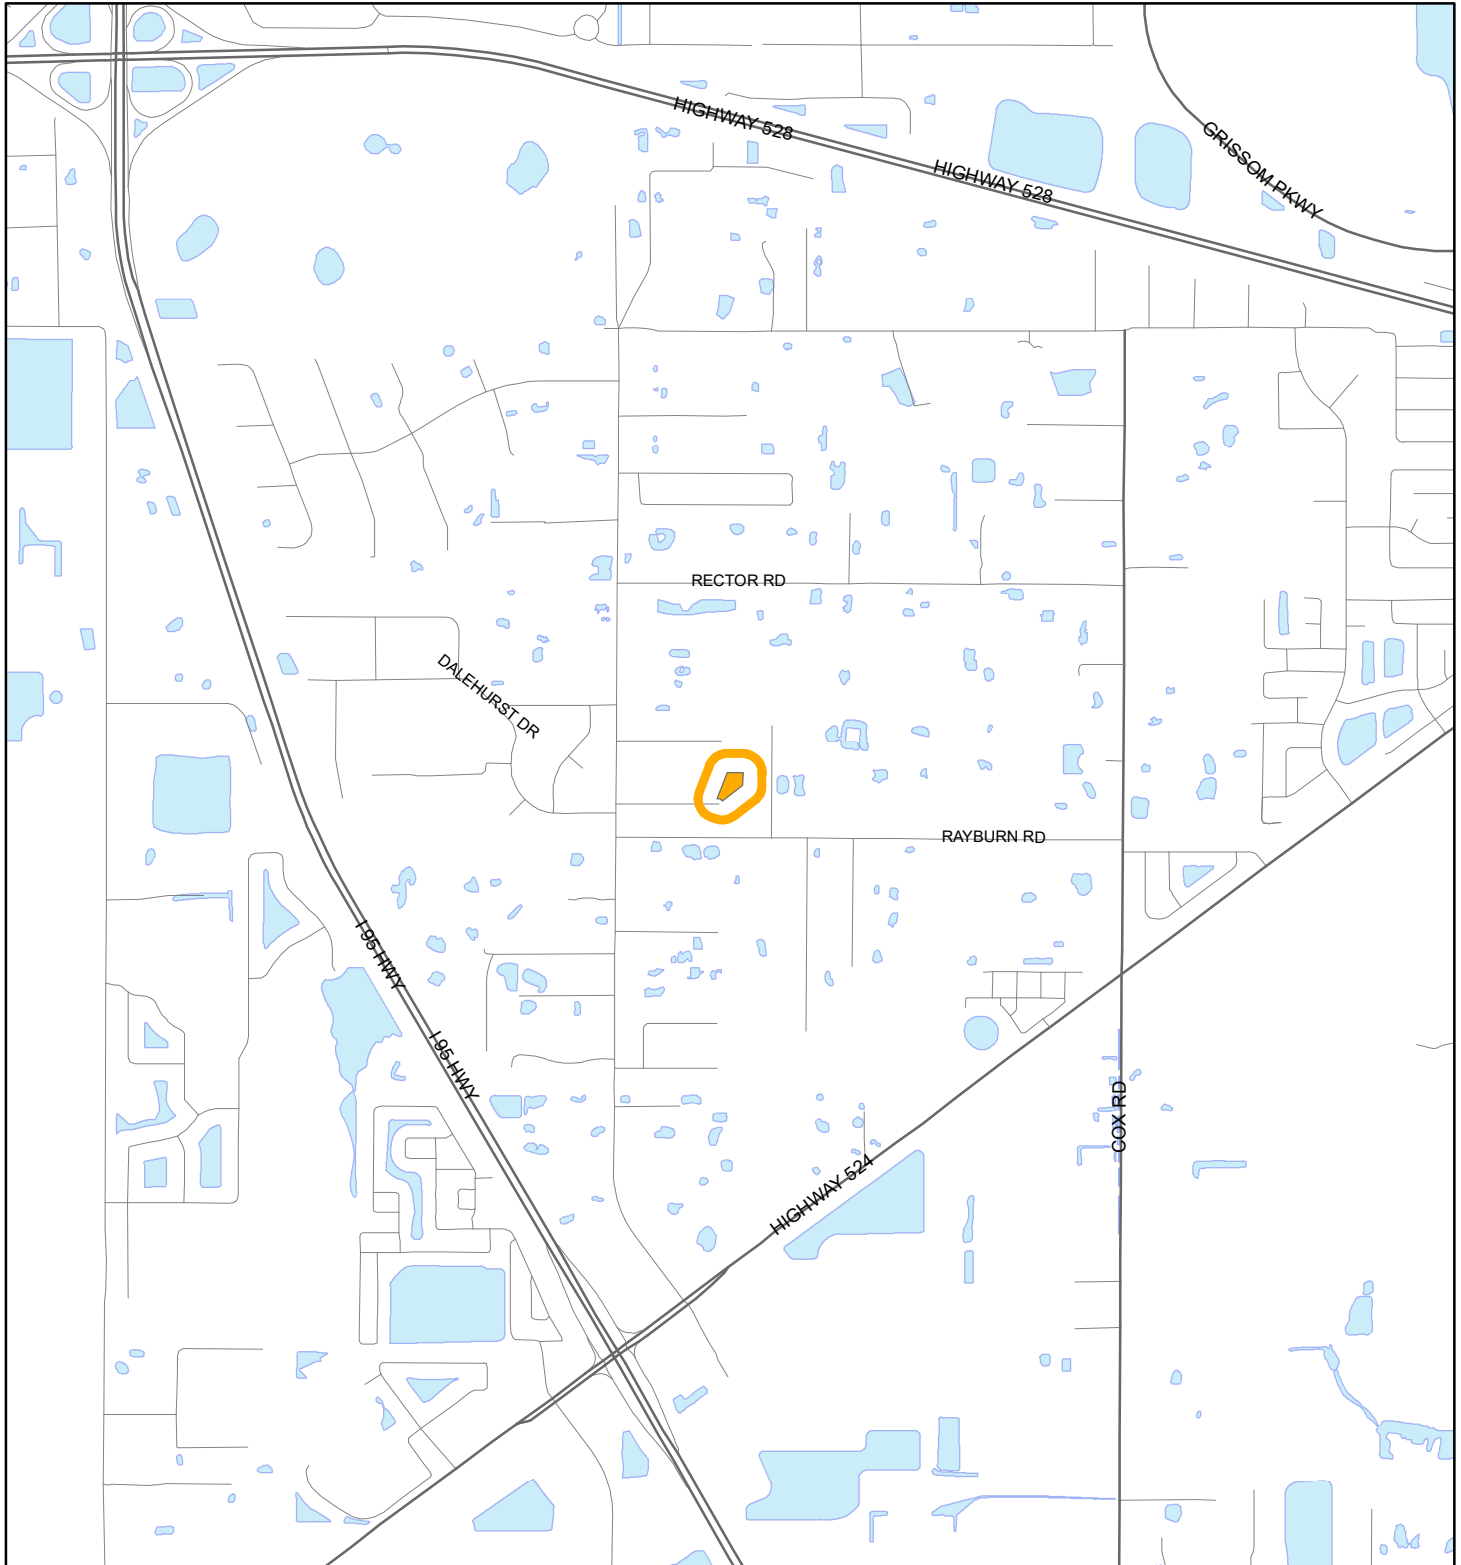 HIGHWAY 528
HIGHWAY 528
GRISSOM PKWY
RECTOR RD
DALEHURST DR
RAYBURN RD
I 95 HWY
I 95 HWY
COX RD
HIGHWAY 524